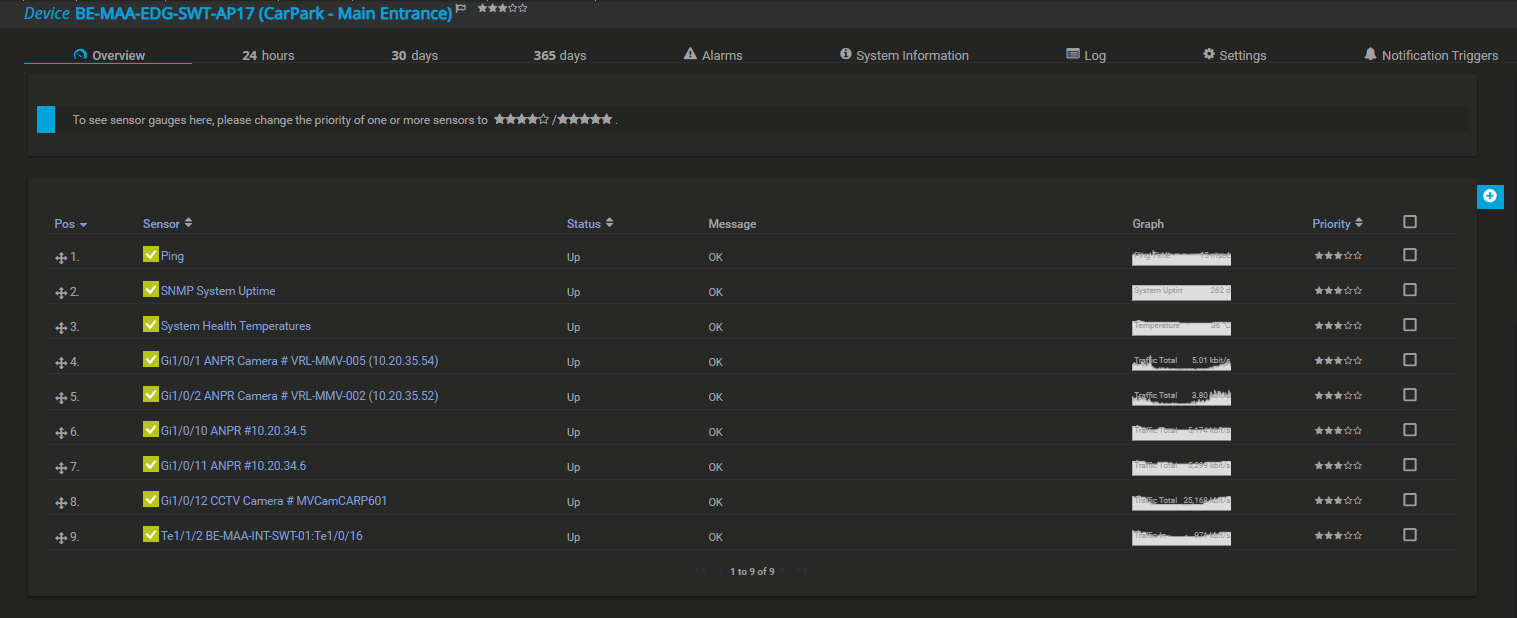 Device BE-MAA-EDG-SWT-AP17 (CarPark - Main Entrance)
Overview 24 hours 30 days 365 days Alarms System Information Log Settings Notification Triggers
To see sensor gauges here, please change the priority of one or more sensors to ★★★★☆ /★★★★★ .
Pos Sensor Status Message Graph Priority
1. Ping Up OK Ping Time 15 msec
2. SNMP System Uptime Up OK System Uptim 262 d
3. System Health Temperatures Up OK Temperature 36 °C
4. Gi1/0/1 ANPR Camera # VRL-MMV-005 (10.20.35.54) Up OK Traffic Total 5.01 kbit/s
5. Gi1/0/2 ANPR Camera # VRL-MMV-002 (10.20.35.52) Up OK Traffic Total 3.80
6. Gi1/0/10 ANPR #10.20.34.5 Up OK Traffic Total kbit/s
7. Gi1/0/11 ANPR #10.20.34.6 Up OK Traffic Total 5,299 kbit/s
8. Gi1/0/12 CCTV Camera # MVCamCARP601 Up OK Traffic Total 25,168 kbit/s
9. Te1/1/2 BE-MAA-INT-SWT-01:Te1/0/16 Up OK Traffic In 971 kbit/s
<< < 1 to 9 of 9 > >>